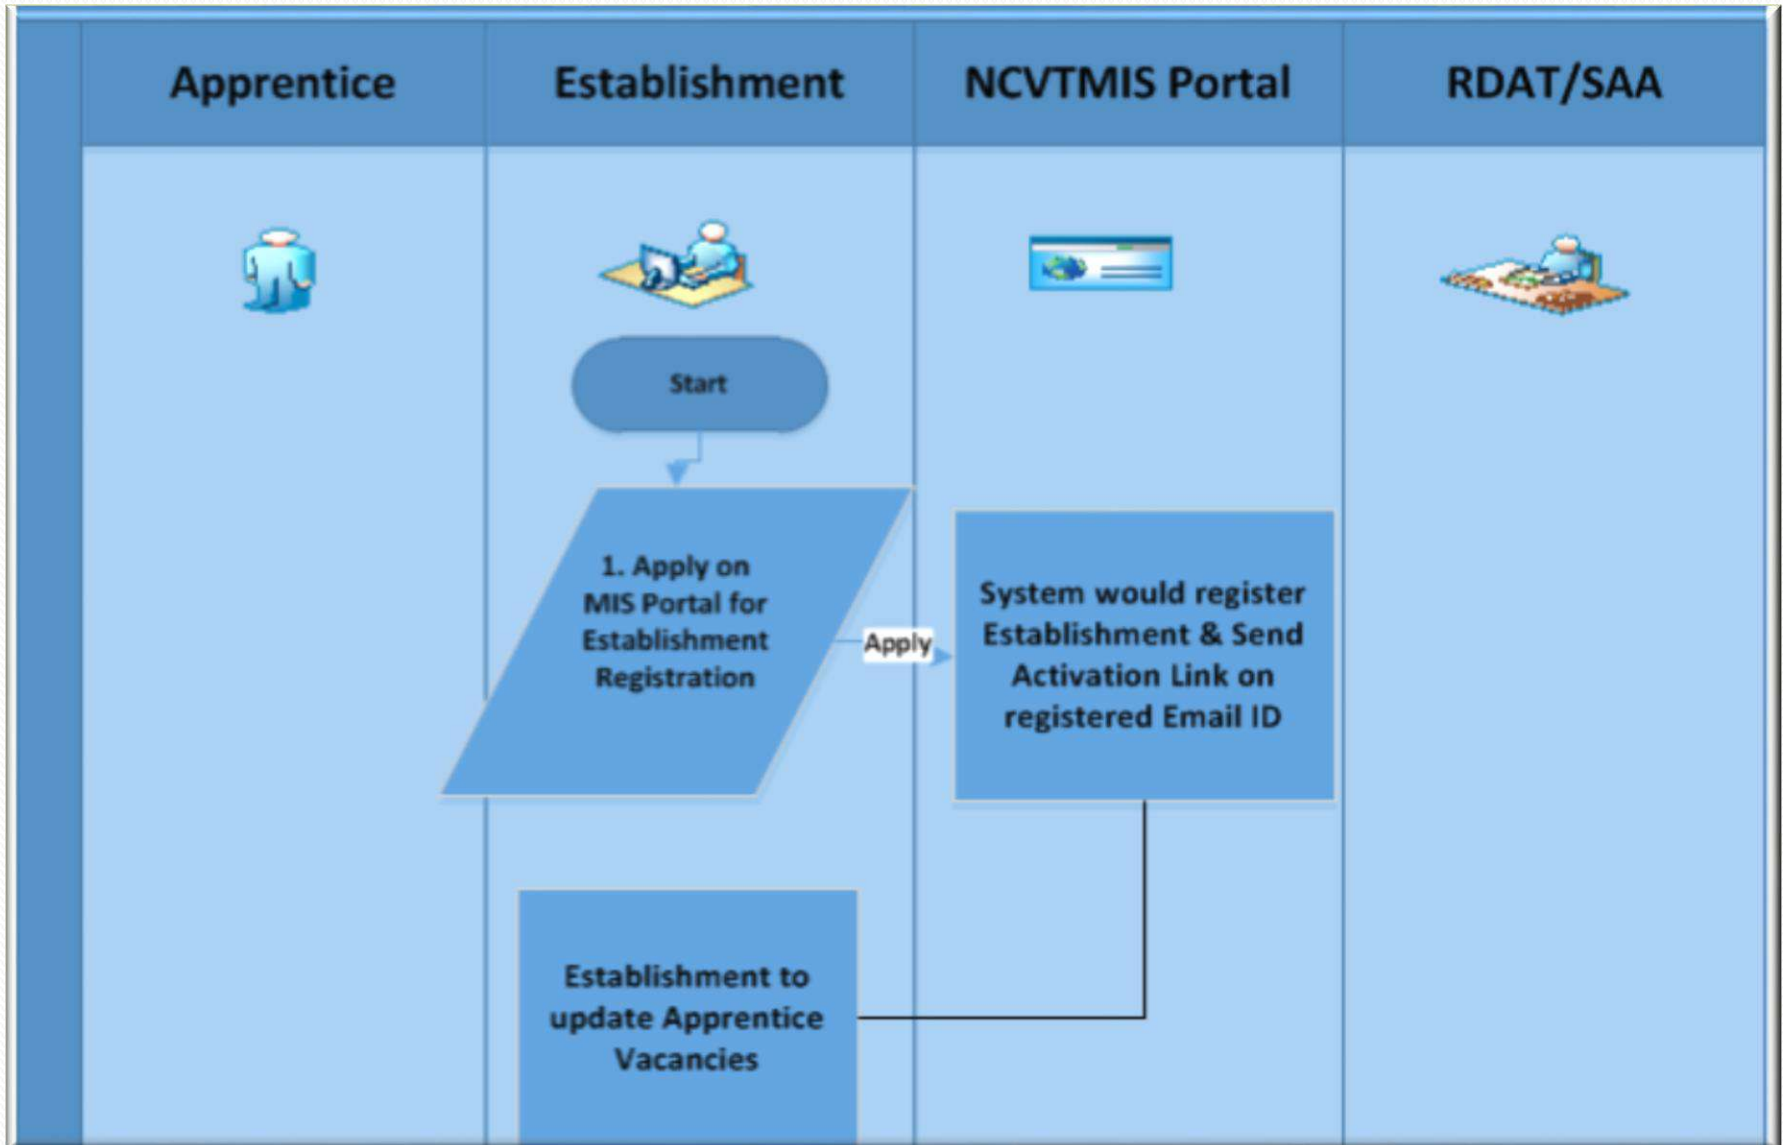 Apprentice
Establishment
NCVTMIS Portal
RDAT/SAA
Start
1. Apply on
MIS Portal for
Establishment
Registration
Apply
System would register
Establishment & Send
Activation Link on
registered Email ID
Establishment to
update Apprentice
Vacancies